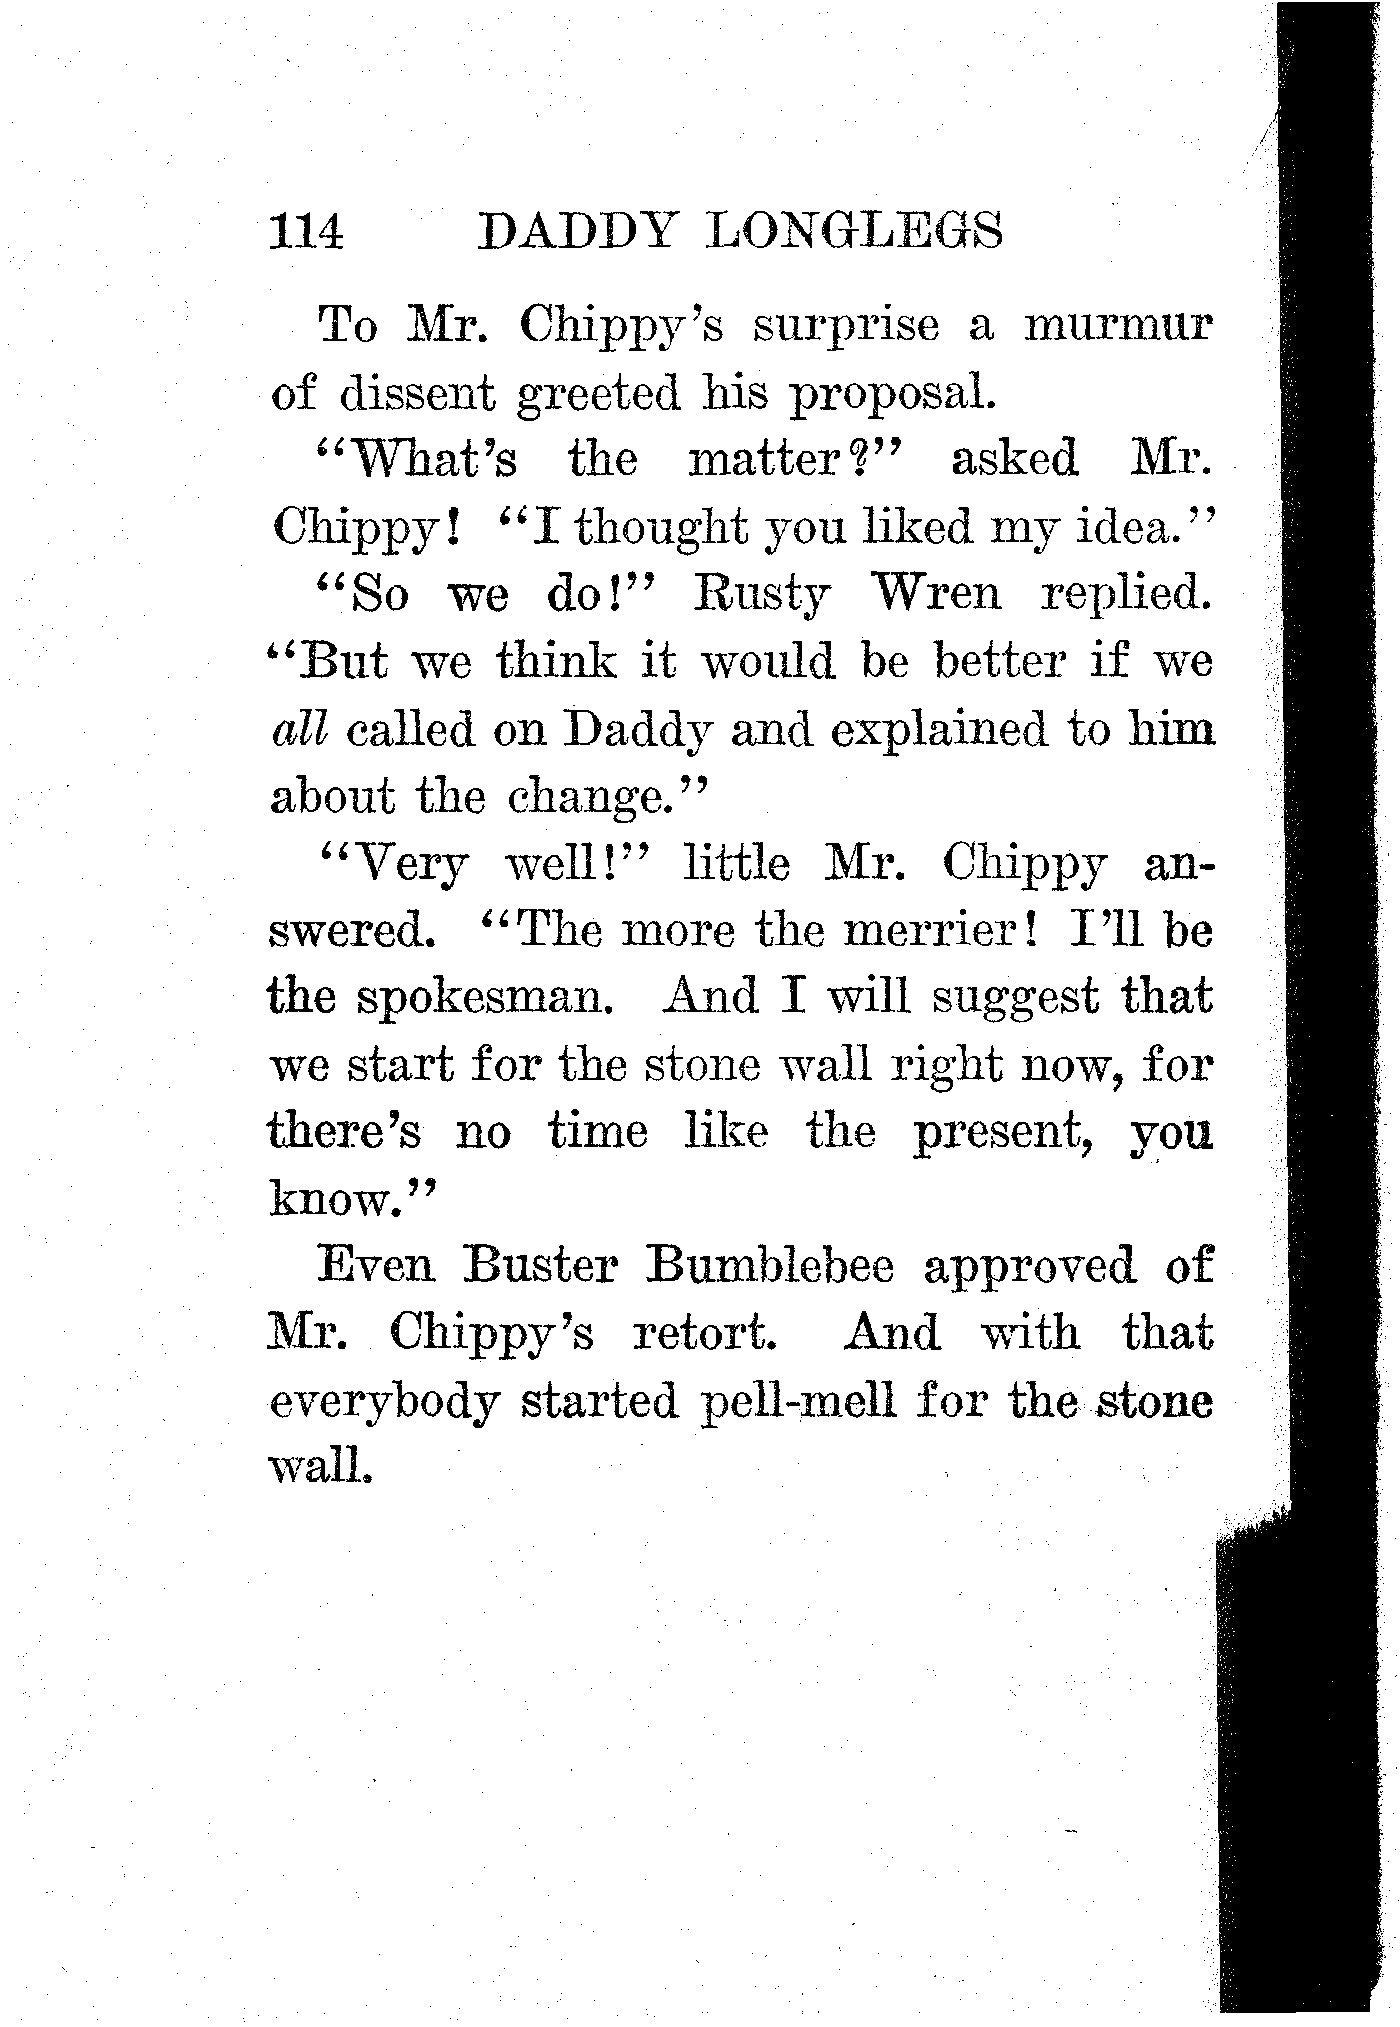 114 DADDY LONGLEGS
To Mr. Chippy's surprise a murmur
of dissent greeted his proposal.
"What's the matter?" asked Mr.
Chippy! "I thought you liked my idea."
"So we do!" Rusty Wren replied.
"But we think it would be better if we
all called on Daddy and explained to him
about the change."
"Very well!" little Mr. Chippy an-
swered. "The more the merrier! I'll be
the spokesman. And I will suggest that
we start for the stone wall right now, for
there's no time like the present, you
know."
Even Buster Bumblebee approved of
Mr. Chippy's retort. And with that
everybody started pell-mell for the stone
wall.